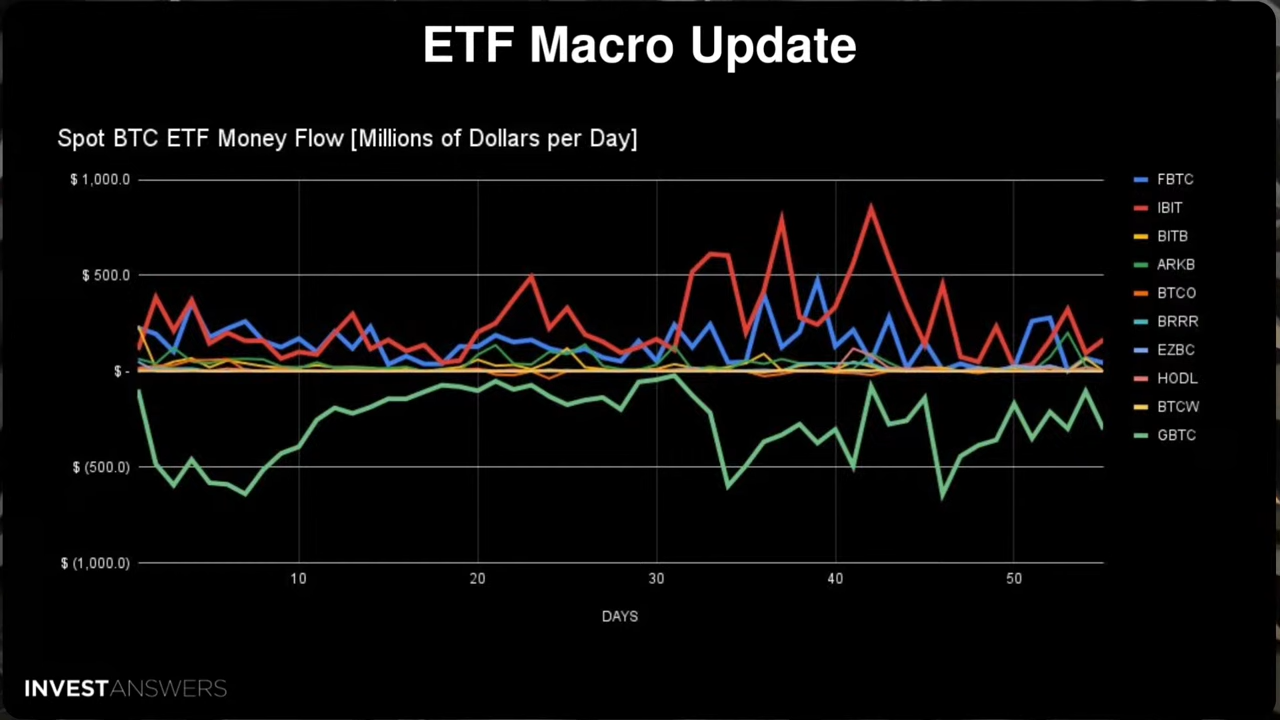 ETF Macro Update
Spot BTC ETF Money Flow [Millions of Dollars per Day]
$ 1,000.0
$ 500.0
$ -
$ (500.0)
$ (1,000.0)
10
20
30
40
50
DAYS
FBTC
IBIT
BITB
ARKB
BTCO
BRRR
EZBC
HODL
BTCW
GBTC
INVESTANSWERS